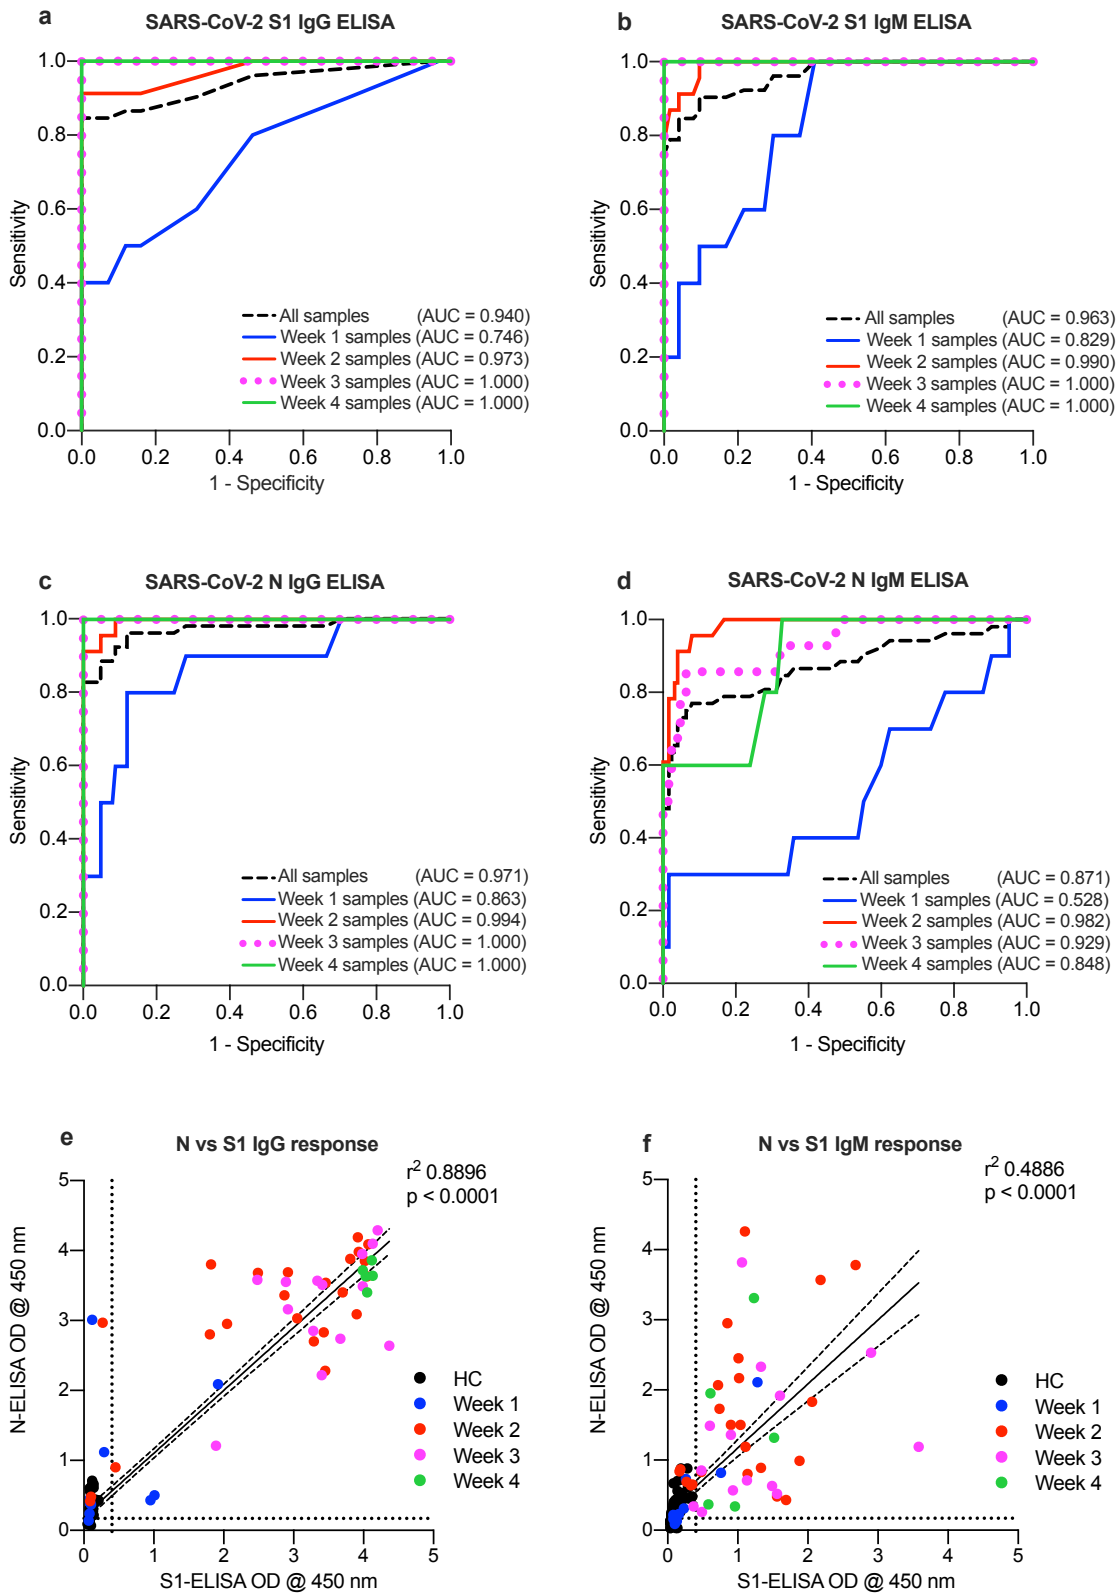 a
SARS-CoV-2 S1 IgG ELISA
1.0
0.8
0.6
0.4
0.2
0.0
Sensitivity
All samples (AUC = 0.940)
Week 1 samples (AUC = 0.746)
Week 2 samples (AUC = 0.973)
Week 3 samples (AUC = 1.000)
Week 4 samples (AUC = 1.000)
0.0 0.2 0.4 0.6 0.8 1.0
1 - Specificity
b
SARS-CoV-2 S1 IgM ELISA
1.0
0.8
0.6
0.4
0.2
0.0
Sensitivity
All samples (AUC = 0.963)
Week 1 samples (AUC = 0.829)
Week 2 samples (AUC = 0.990)
Week 3 samples (AUC = 1.000)
Week 4 samples (AUC = 1.000)
0.0 0.2 0.4 0.6 0.8 1.0
1 - Specificity
c
SARS-CoV-2 N IgG ELISA
1.0
0.8
0.6
0.4
0.2
0.0
Sensitivity
All samples (AUC = 0.971)
Week 1 samples (AUC = 0.863)
Week 2 samples (AUC = 0.994)
Week 3 samples (AUC = 1.000)
Week 4 samples (AUC = 1.000)
0.0 0.2 0.4 0.6 0.8 1.0
1 - Specificity
d
SARS-CoV-2 N IgM ELISA
1.0
0.8
0.6
0.4
0.2
0.0
Sensitivity
All samples (AUC = 0.871)
Week 1 samples (AUC = 0.528)
Week 2 samples (AUC = 0.982)
Week 3 samples (AUC = 0.929)
Week 4 samples (AUC = 0.848)
0.0 0.2 0.4 0.6 0.8 1.0
1 - Specificity
e
N vs S1 IgG response
r² 0.8896
p < 0.0001
5
4
3
2
1
0
N-ELISA OD @ 450 nm
HC
Week 1
Week 2
Week 3
Week 4
0 1 2 3 4 5
S1-ELISA OD @ 450 nm
f
N vs S1 IgM response
r² 0.4886
p < 0.0001
5
4
3
2
1
0
N-ELISA OD @ 450 nm
HC
Week 1
Week 2
Week 3
Week 4
0 1 2 3 4 5
S1-ELISA OD @ 450 nm